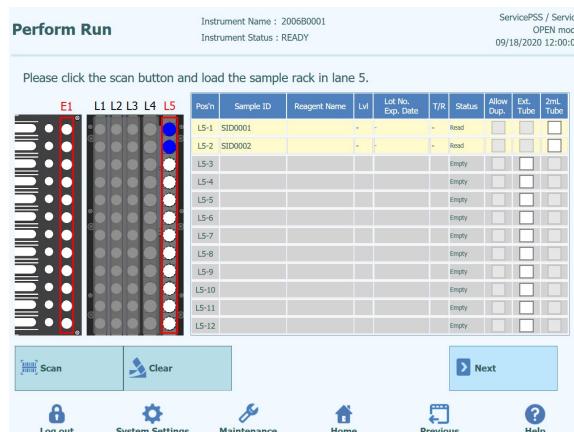 Perform Run
Instrument Name : 2006B0001
Instrument Status : READY
ServicePSS / Servic
OPEN mod
09/18/2020 12:00:0
Please click the scan button and load the sample rack in lane 5.
E1 L1 L2 L3 L4 L5
Pos'n Sample ID Reagent Name Lvl Lot No. Exp. Date T/R Status Allow Dup. Ext. Tube 2mL Tube
L5-1 SID0001 - - - Read
L5-2 SID0002 - - - Read
L5-3 Empty
L5-4 Empty
L5-5 Empty
L5-6 Empty
L5-7 Empty
L5-8 Empty
L5-9 Empty
L5-10 Empty
L5-11 Empty
L5-12 Empty
Scan Clear Next
Log out System Settings Maintenance Home Previous Help